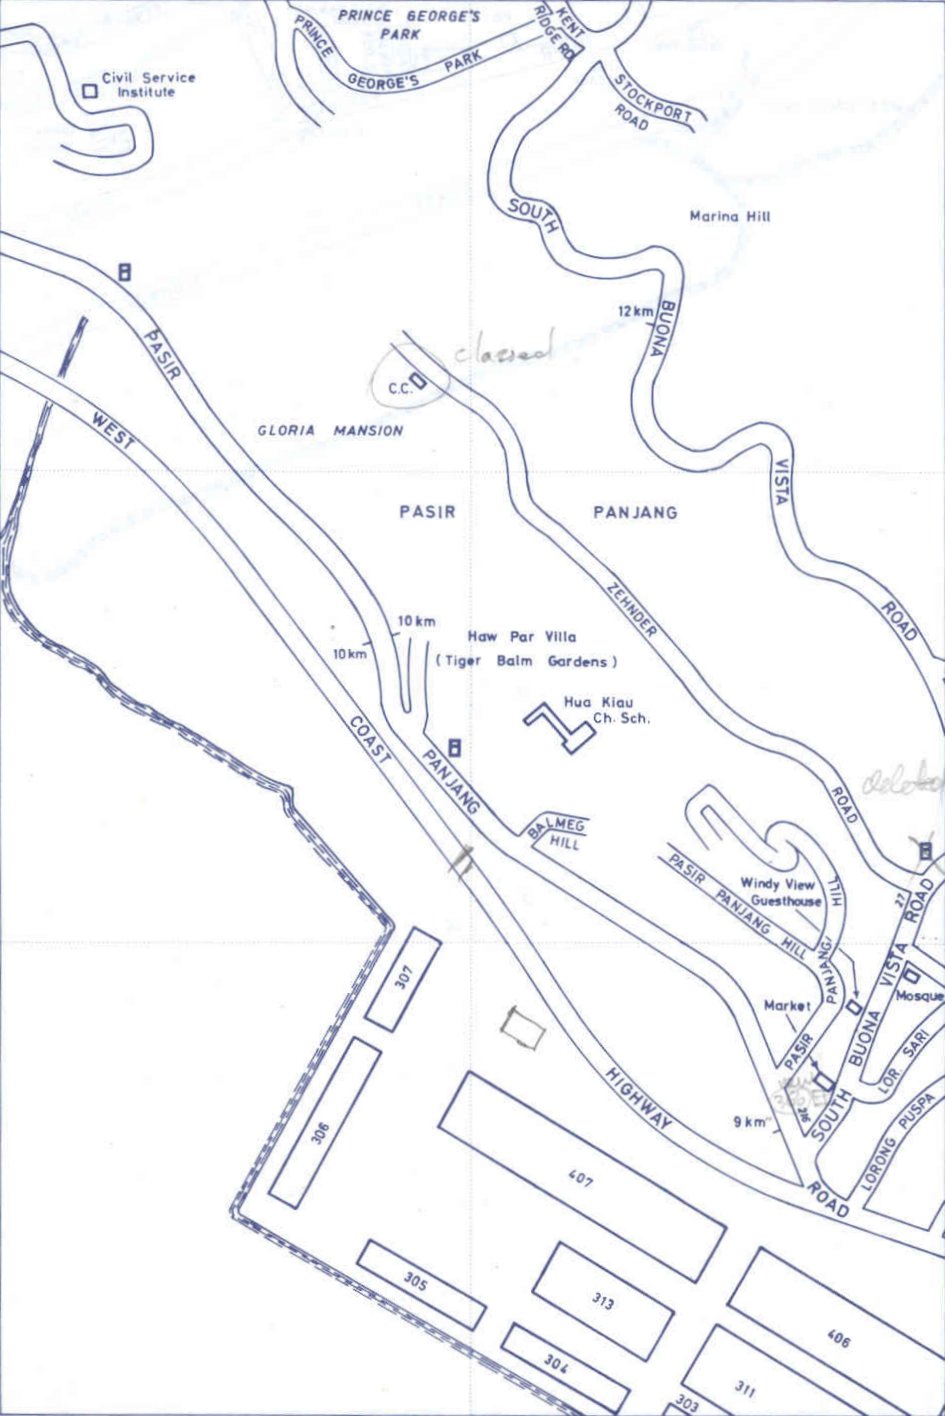 PRINCE GEORGE'S
PARK
KENT
RIDGE RD
PRINCE
GEORGE'S PARK
Civil Service
Institute
STOCKPORT
ROAD
SOUTH
Marina Hill
12 km
BUONA
PASIR
C.C.
WEST
GLORIA MANSION
VISTA
PASIR PANJANG
ZEHNDER
ROAD
10 km
10 km
Haw Par Villa
(Tiger Balm Gardens)
Hua Kiau
Ch. Sch.
COAST
PANJANG
ROAD
BALMEG
HILL
PASIR PANJANG HILL
Windy View
Guesthouse
HILL
27
ROAD
VISTA
PANJANG
307
Mosque
Market
PASIR
BUONA
LOR. SARI
HIGHWAY
SOUTH
216
LORONG PUSPA
306
9 km
407
ROAD
305
313
406
304
311
303